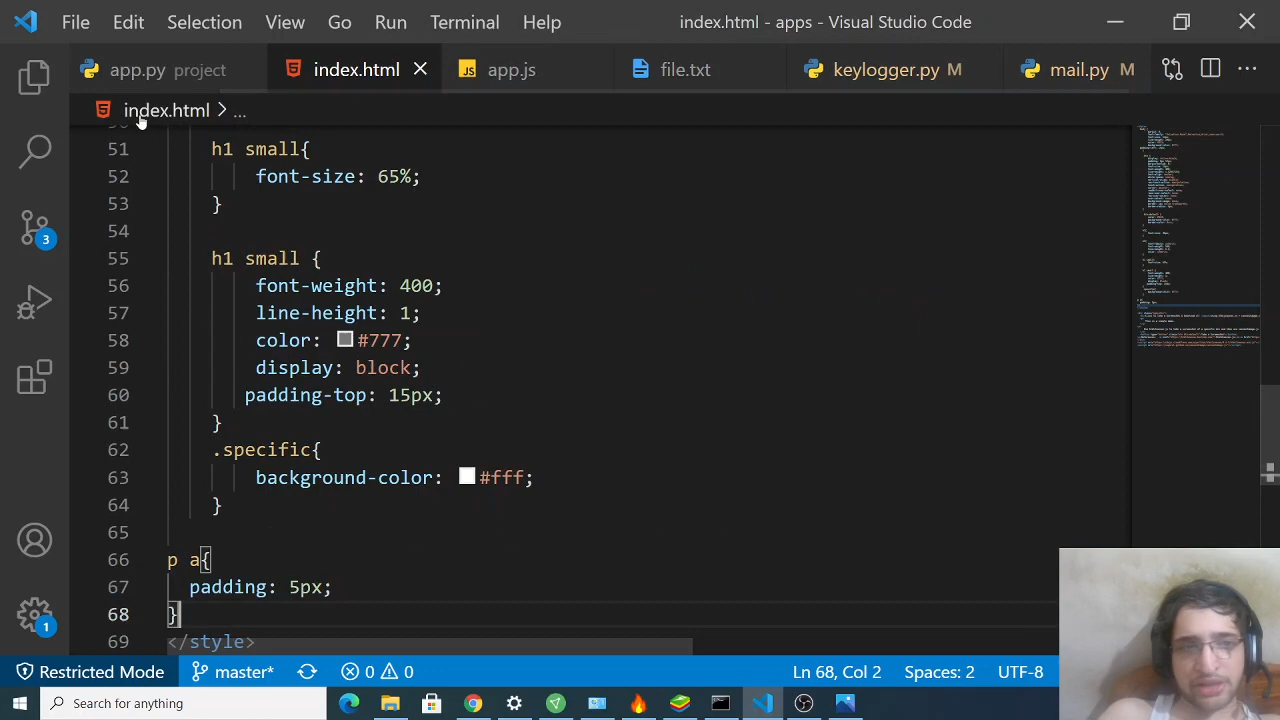 File Edit Selection View Go Run Terminal Help index.html - apps - Visual Studio Code
app.py project index.html app.js file.txt keylogger.py M mail.py M
index.html > ...
51 h1 small{
52 font-size: 65%;
53 }
54
55 h1 small {
56 font-weight: 400;
57 line-height: 1;
58 color: #777;
59 display: block;
60 padding-top: 15px;
61 }
62 .specific{
63 background-color: #fff;
64 }
65
66 p a{
67 padding: 5px;
68 }
69 </style>
3
1
Restricted Mode master* 0 0 Ln 68, Col 2 Spaces: 2 UTF-8
Search for anything